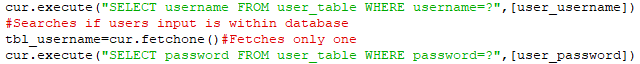 cur.execute("SELECT username FROM user_table WHERE username=?",[user_username])
#Searches if users input is within database
tbl_username=cur.fetchone()#Fetches only one
cur.execute("SELECT password FROM user_table WHERE password=?",[user_password])